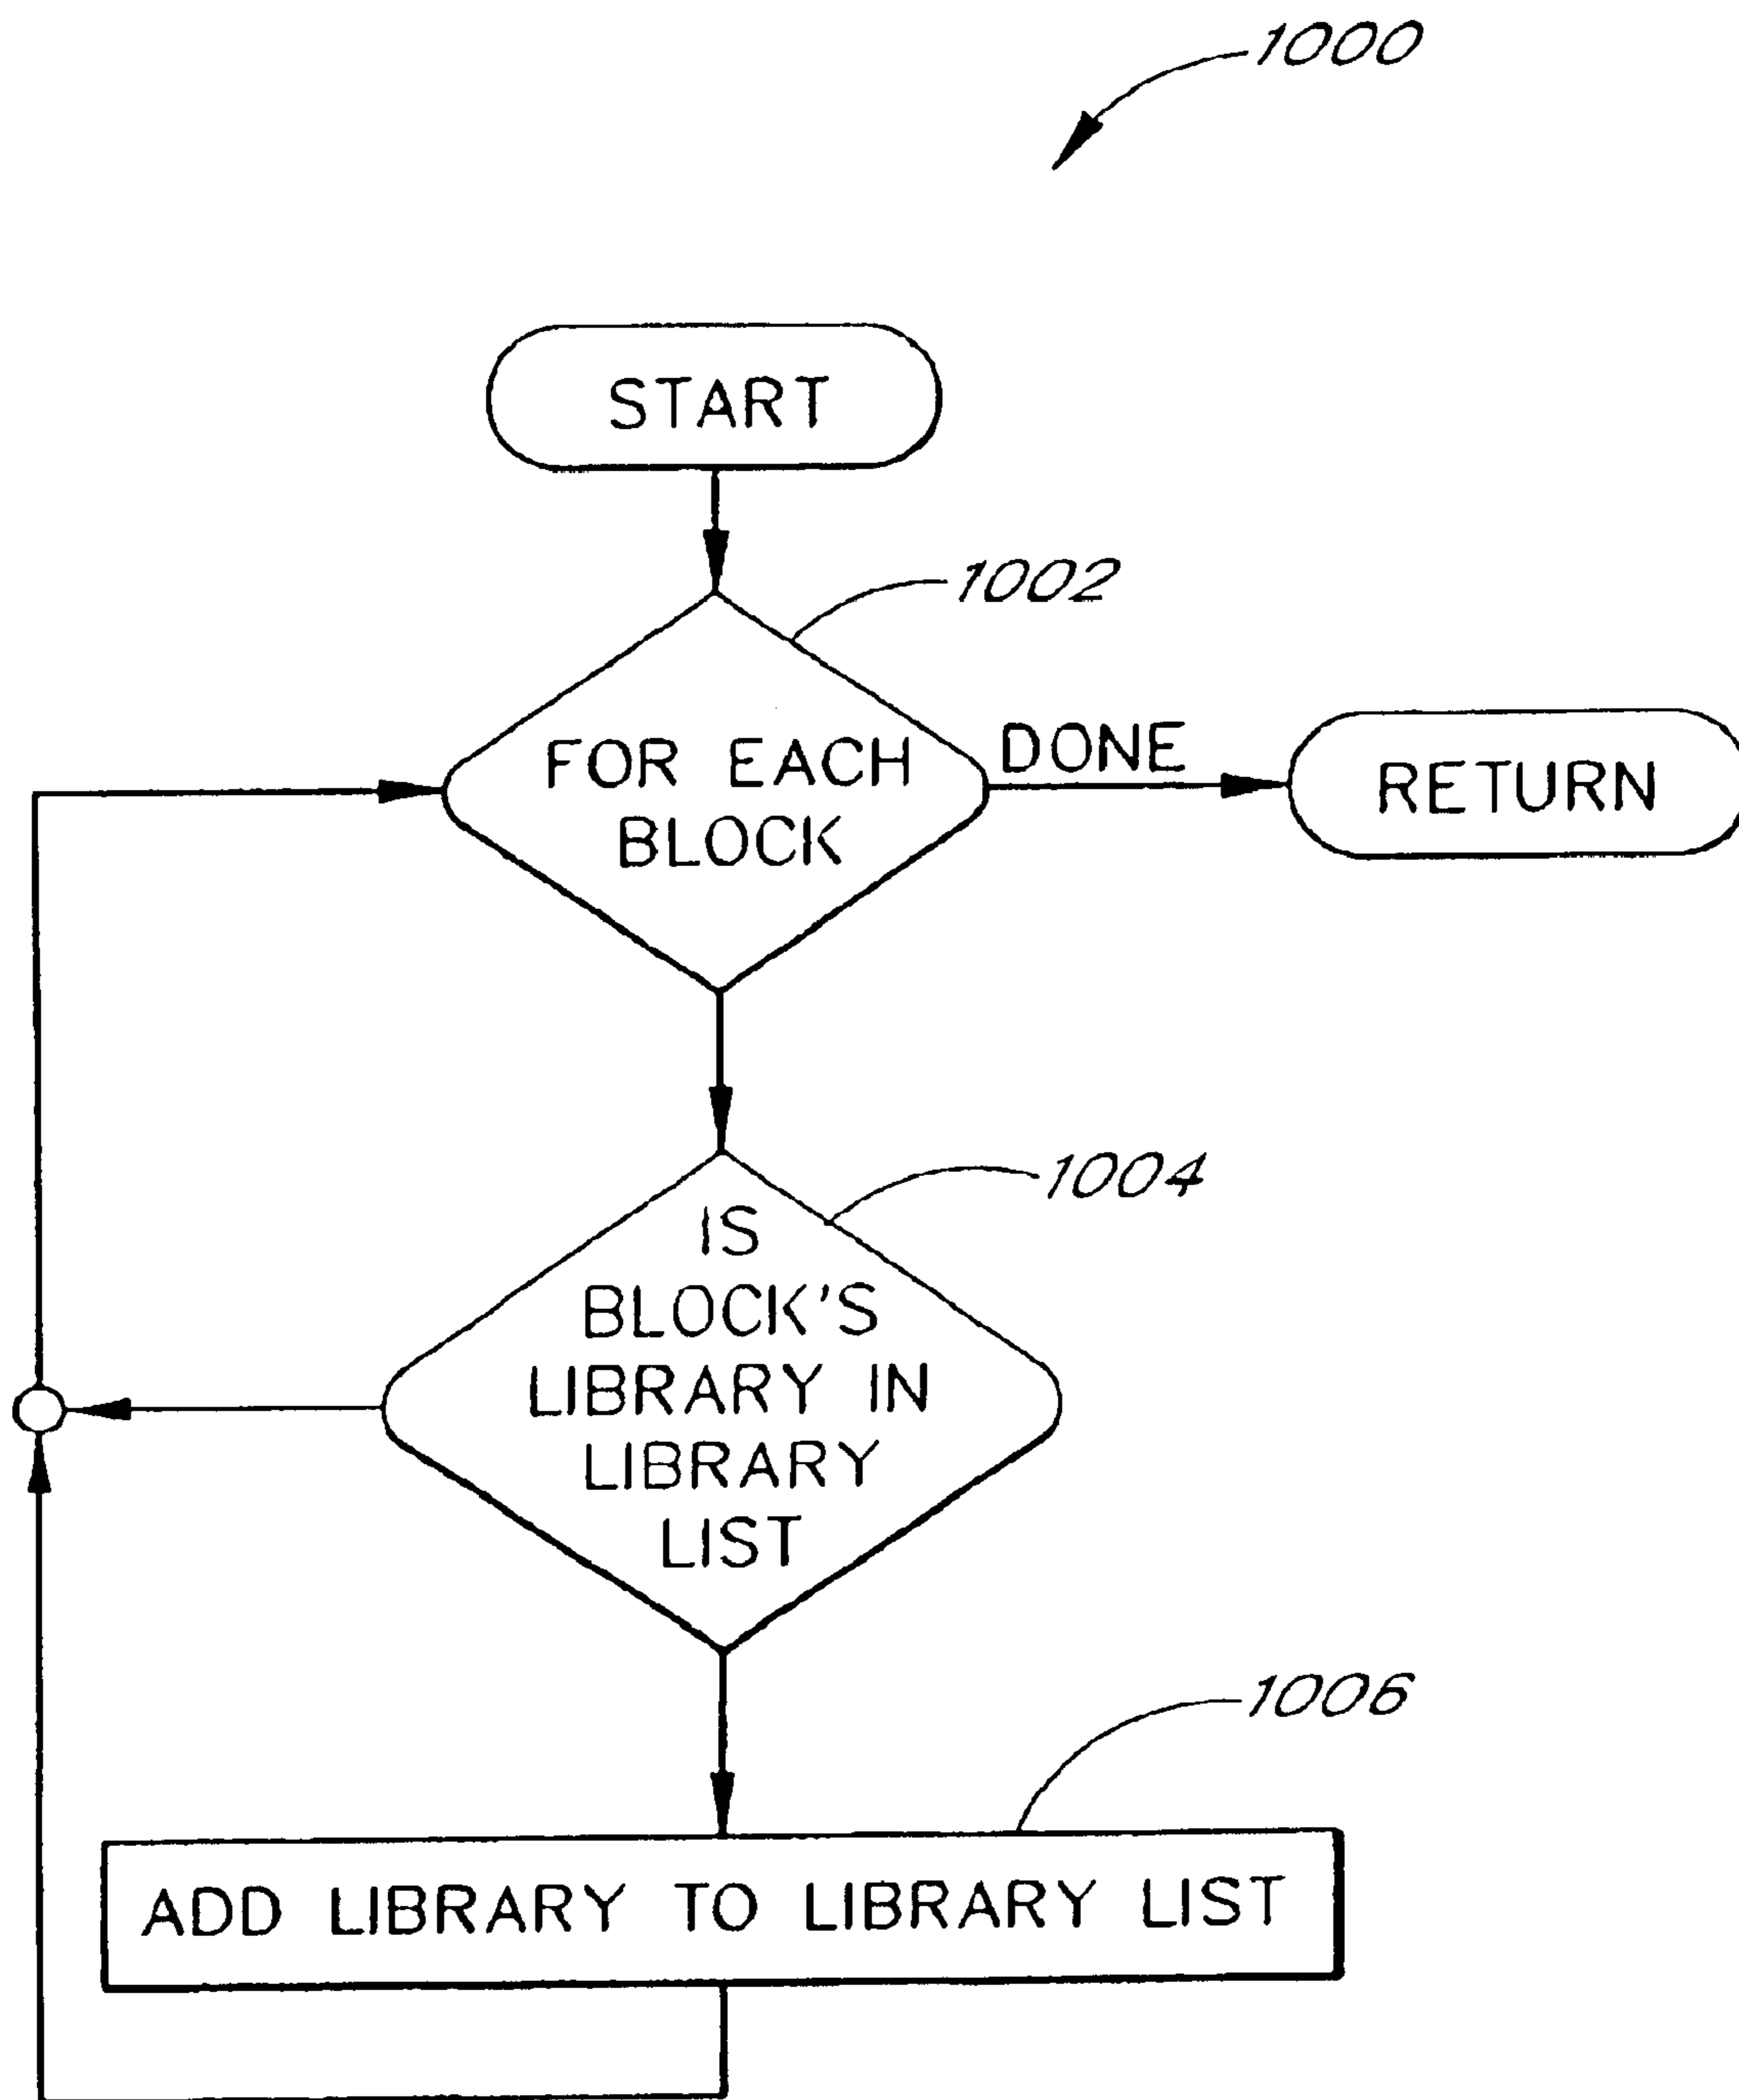 1000
START
1002
FOR EACH
BLOCK
DONE
RETURN
1004
IS
BLOCK'S
LIBRARY IN
LIBRARY
LIST
1006
ADD LIBRARY TO LIBRARY LIST